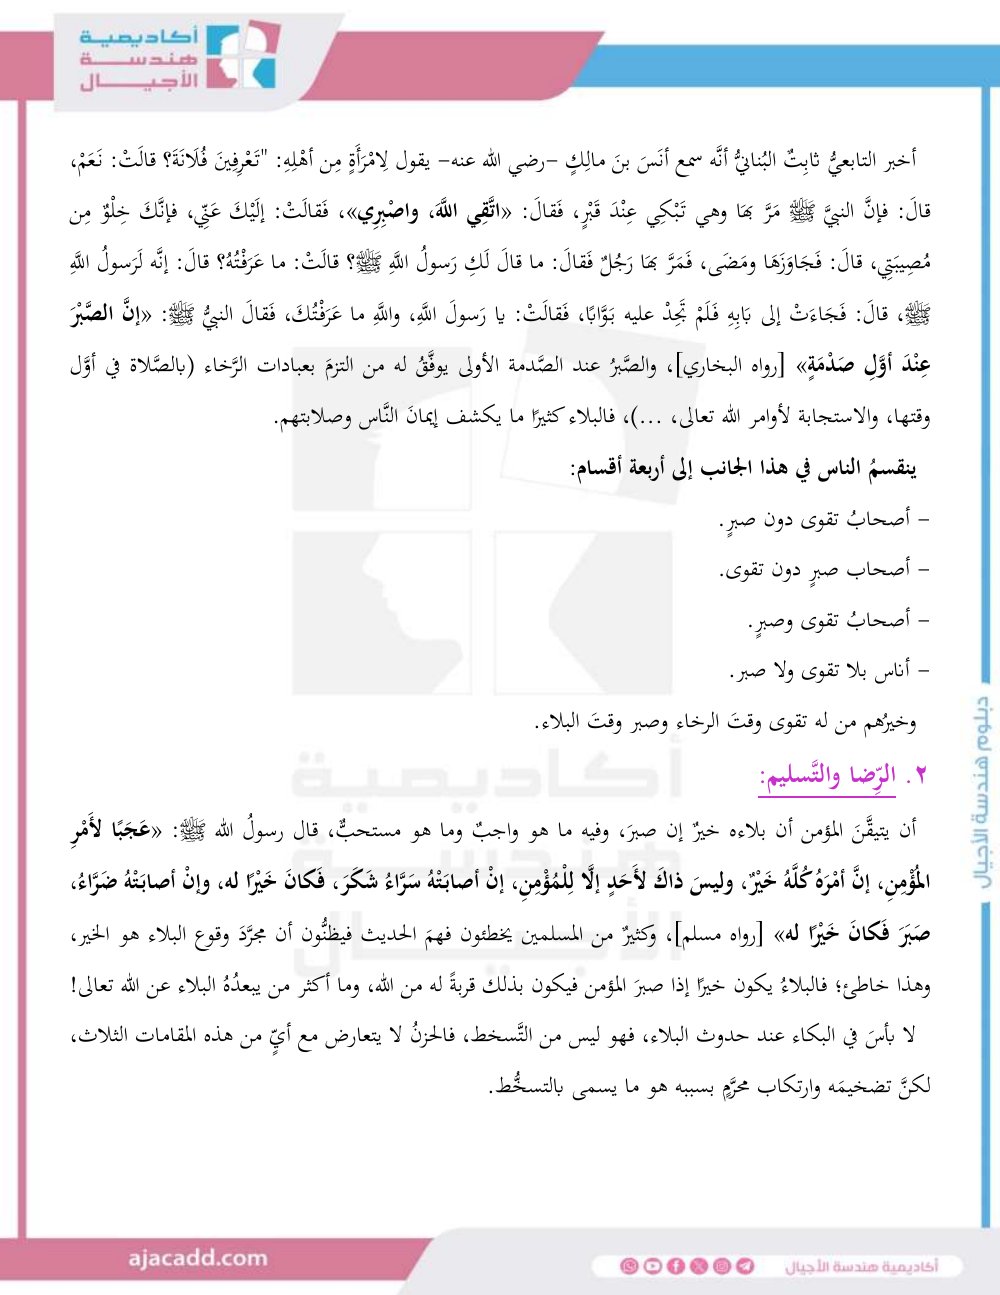 أكاديمية
هندسة
الأجيال
أخبر التابعيُّ ثابِتٌ البُنانيُّ أنَّه سمع أنَسَ بنَ مالِكٍ -رضي الله عنه- يقول لِامْرَأَةٍ مِن أهْلِهِ: "تَعْرِفِينَ فُلَانَةَ؟ قالَتْ: نَعَمْ،
قالَ: فإنَّ النبيَّ ﷺ مَرَّ بهَا وهي تَبْكِي عِنْدَ قَبْرٍ، فَقالَ: «اتَّقِي اللَّهَ، واصْبِرِي»، فَقالَتْ: إلَيْكَ عَنِّي، فإنَّكَ خِلْوٌ مِن
مُصِيبَتِي، قالَ: فَجَاوَزَهَا ومَضَى، فَمَرَّ بهَا رَجُلٌ فَقالَ: ما قالَ لَكِ رَسولُ اللَّهِ ﷺ؟ قالَتْ: ما عَرَفْتُهُ؟ قالَ: إنَّه لَرَسولُ اللَّهِ
ﷺ، قالَ: فَجَاءَتْ إلى بَابِهِ فَلَمْ تَجِدْ عليه بَوَّابًا، فَقالَتْ: يا رَسولَ اللَّهِ، واللَّهِ ما عَرَفْتُكَ، فَقالَ النبيُّ ﷺ: «إنَّ الصَّبْرَ
عِنْدَ أوَّلِ صَدْمَةٍ» [رواه البخاري]، والصَّبرُ عند الصَّدمة الأولى يوفَّقُ له من التزمَ بعبادات الرَّخاء (بالصَّلاة في أوَّل
وقتها، والاستجابة لأوامر الله تعالى، ...)، فالبلاء كثيرًا ما يكشف إيمانَ النَّاس وصلابتهم.
ينقسمُ الناس في هذا الجانب إلى أربعة أقسام:
- أصحابُ تقوى دون صبرٍ.
- أصحاب صبرٍ دون تقوى.
- أصحابُ تقوى وصبرٍ.
- أناس بلا تقوى ولا صبر.
وخيرُهم من له تقوى وقتَ الرخاء وصبر وقتَ البلاء.
٢. الرِّضا والتَّسليم:
أن يتيقَّنَ المؤمن أن بلاءه خيرٌ إن صبرَ، وفيه ما هو واجبٌ وما هو مستحبٌّ، قال رسولُ الله ﷺ: «عَجَبًا لأَمْرِ
المُؤْمِنِ، إنَّ أمْرَهُ كُلَّهُ خَيْرٌ، وليسَ ذاكَ لأَحَدٍ إلَّا لِلْمُؤْمِنِ، إنْ أصابَتْهُ سَرَّاءُ شَكَرَ، فَكانَ خَيْرًا له، وإنْ أصابَتْهُ ضَرَّاءُ،
صَبَرَ فَكانَ خَيْرًا له» [رواه مسلم]، وكثيرٌ من المسلمين يخطئون فهمَ الحديث فيظنُّون أن مجرَّدَ وقوع البلاء هو الخير،
وهذا خاطئ؛ فالبلاءُ يكون خيرًا إذا صبرَ المؤمن فيكون بذلك قربةً له من الله، وما أكثر من يبعدُهُ البلاء عن الله تعالى!
لا بأسَ في البكاء عند حدوث البلاء، فهو ليس من التَّسخط، فالحزنُ لا يتعارض مع أيٍّ من هذه المقامات الثلاث،
لكنَّ تضخيمَه وارتكاب محرَّمٍ بسببه هو ما يسمى بالتسخُّط.
دبلوم هندسة الأجيال
أكاديمية
هندسة
الأجيال
ajacadd.com
أكاديمية هندسة الأجيال